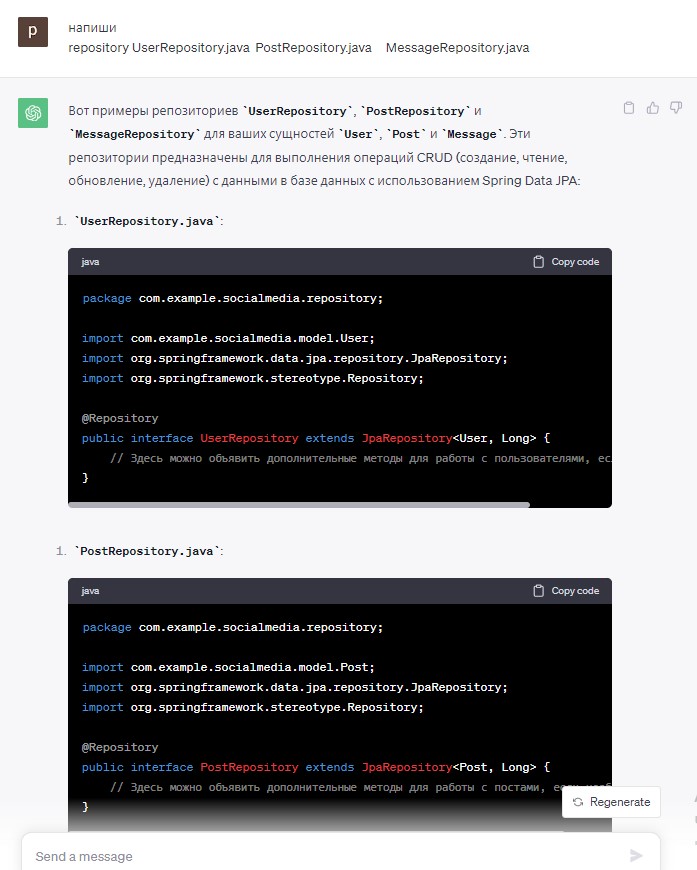 p
напиши
repository UserRepository.java PostRepository.java MessageRepository.java
Вот примеры репозиториев `UserRepository`, `PostRepository` и
`MessageRepository` для ваших сущностей `User`, `Post` и `Message`. Эти
репозитории предназначены для выполнения операций CRUD (создание, чтение,
обновление, удаление) с данными в базе данных с использованием Spring Data JPA:
1. `UserRepository.java`:
java Copy code
package com.example.socialmedia.repository;
import com.example.socialmedia.model.User;
import org.springframework.data.jpa.repository.JpaRepository;
import org.springframework.stereotype.Repository;
@Repository
public interface UserRepository extends JpaRepository<User, Long> {
// Здесь можно объявить дополнительные методы для работы с пользователями,
}
1. `PostRepository.java`:
java Copy code
package com.example.socialmedia.repository;
import com.example.socialmedia.model.Post;
import org.springframework.data.jpa.repository.JpaRepository;
import org.springframework.stereotype.Repository;
@Repository
public interface PostRepository extends JpaRepository<Post, Long> {
// Здесь можно объявить дополнительные методы для работы с постами,
}
Regenerate
Send a message